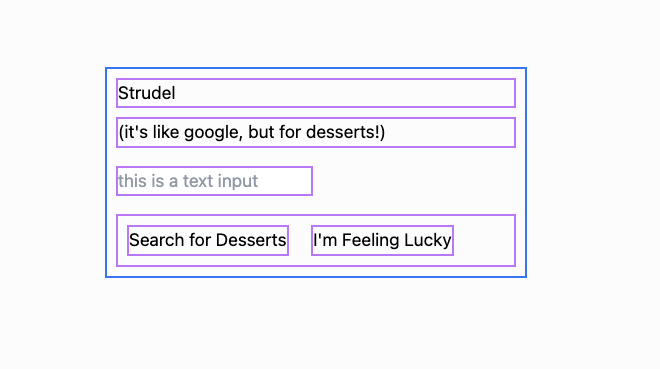 Strudel
(it's like google, but for desserts!)
this is a text input
Search for Desserts I'm Feeling Lucky